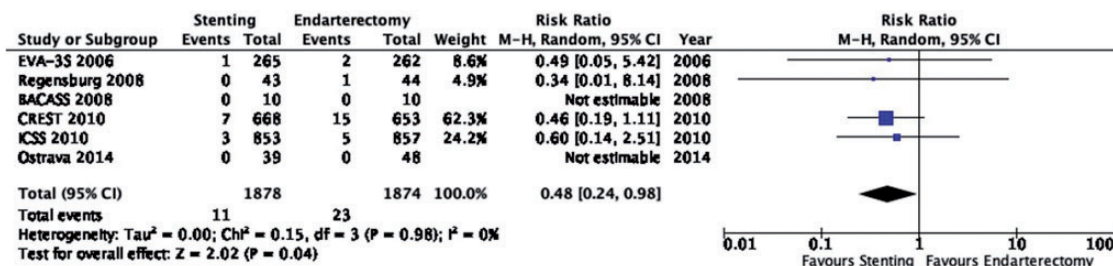 Stenting Endarterectomy Risk Ratio Risk Ratio
Study or Subgroup Events Total Events Total Weight M-H, Random, 95% CI Year M-H, Random, 95% CI
EVA-3S 2006 1 265 2 262 8.6% 0.49 [0.05, 5.42] 2006
Regensburg 2008 0 43 1 44 4.9% 0.34 [0.01, 8.14] 2008
BACASS 2008 0 10 0 10 Not estimable 2008
CREST 2010 7 668 15 653 62.3% 0.46 [0.19, 1.11] 2010
ICSS 2010 3 853 5 857 24.2% 0.60 [0.14, 2.51] 2010
Ostrava 2014 0 39 0 48 Not estimable 2014
Total (95% CI) 1878 1874 100.0% 0.48 [0.24, 0.98]
Total events 11 23
Heterogeneity: Tau² = 0.00; Chi² = 0.15, df = 3 (P = 0.98); I² = 0%
Test for overall effect: Z = 2.02 (P = 0.04)
0.01 0.1 1 10 100
Favours Stenting Favours Endarterectomy